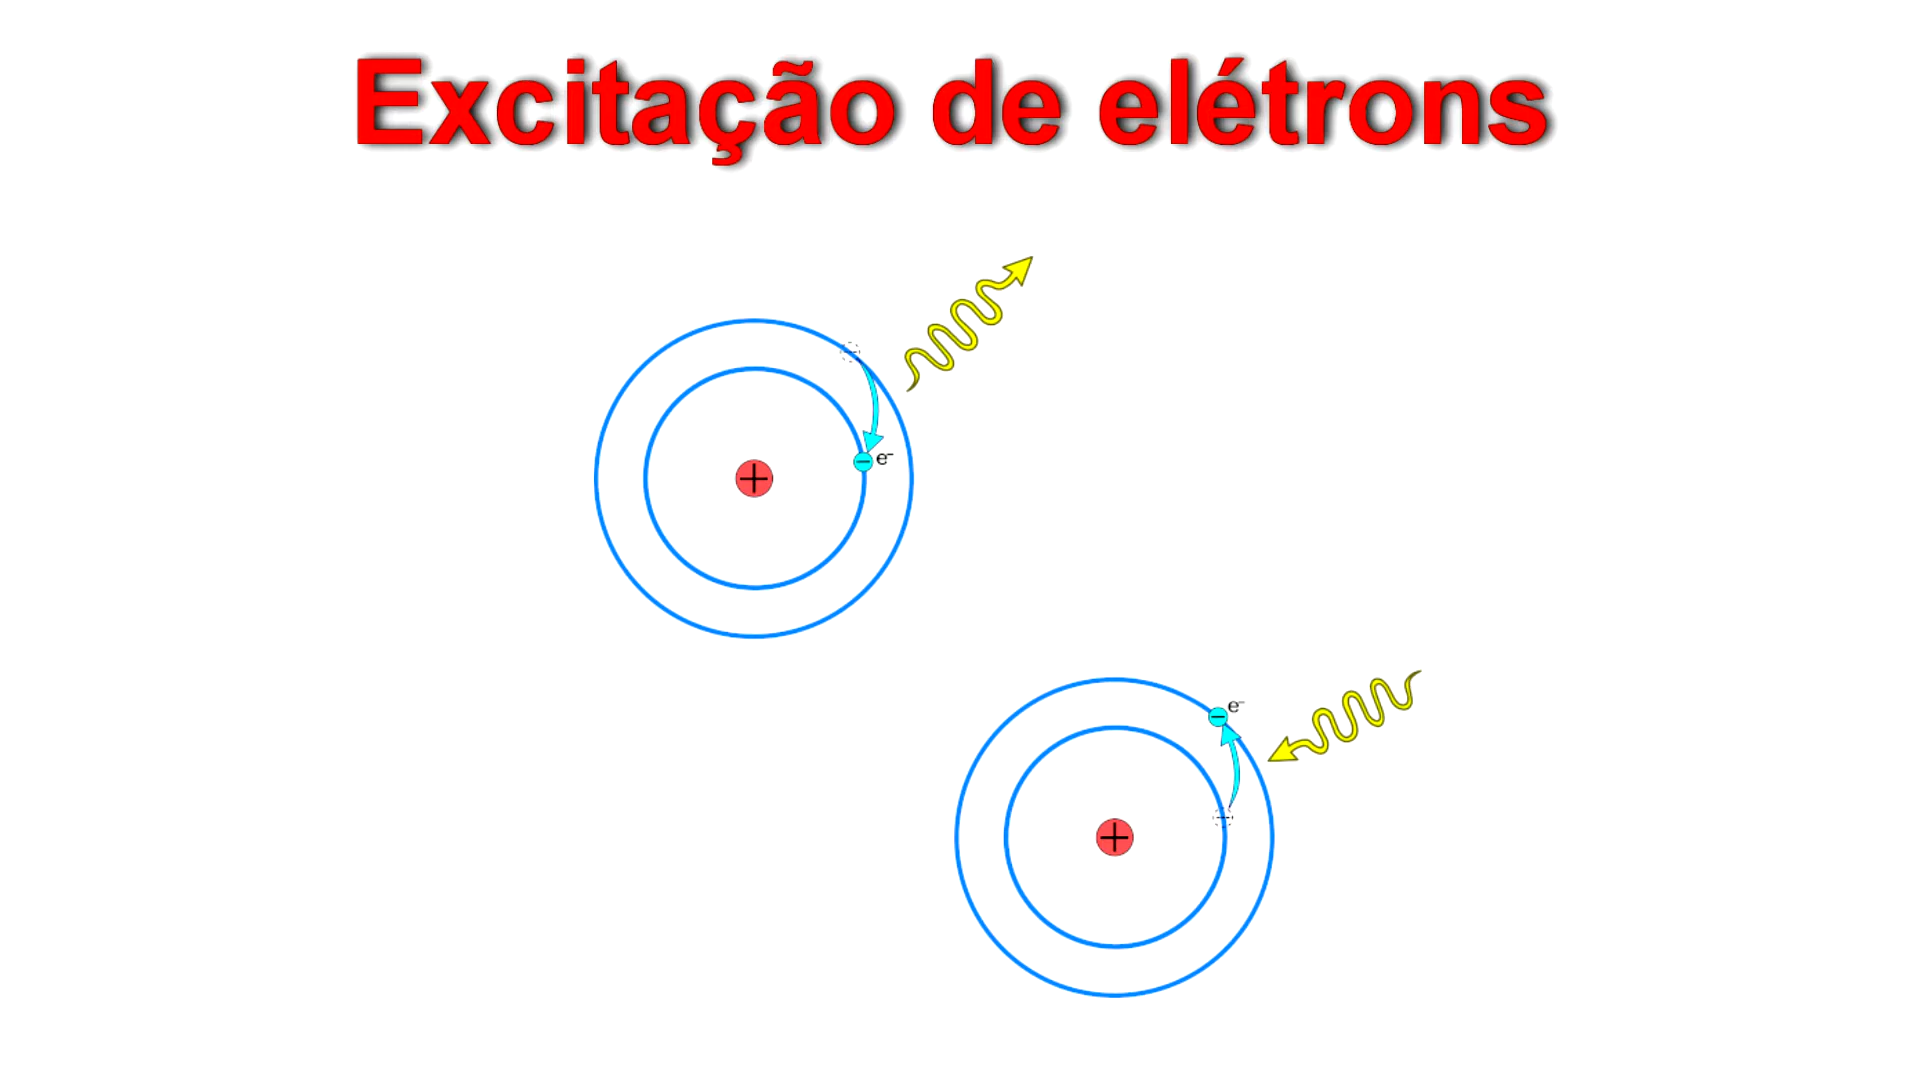 Excitação de elétrons
e⁻
+
e⁻
+